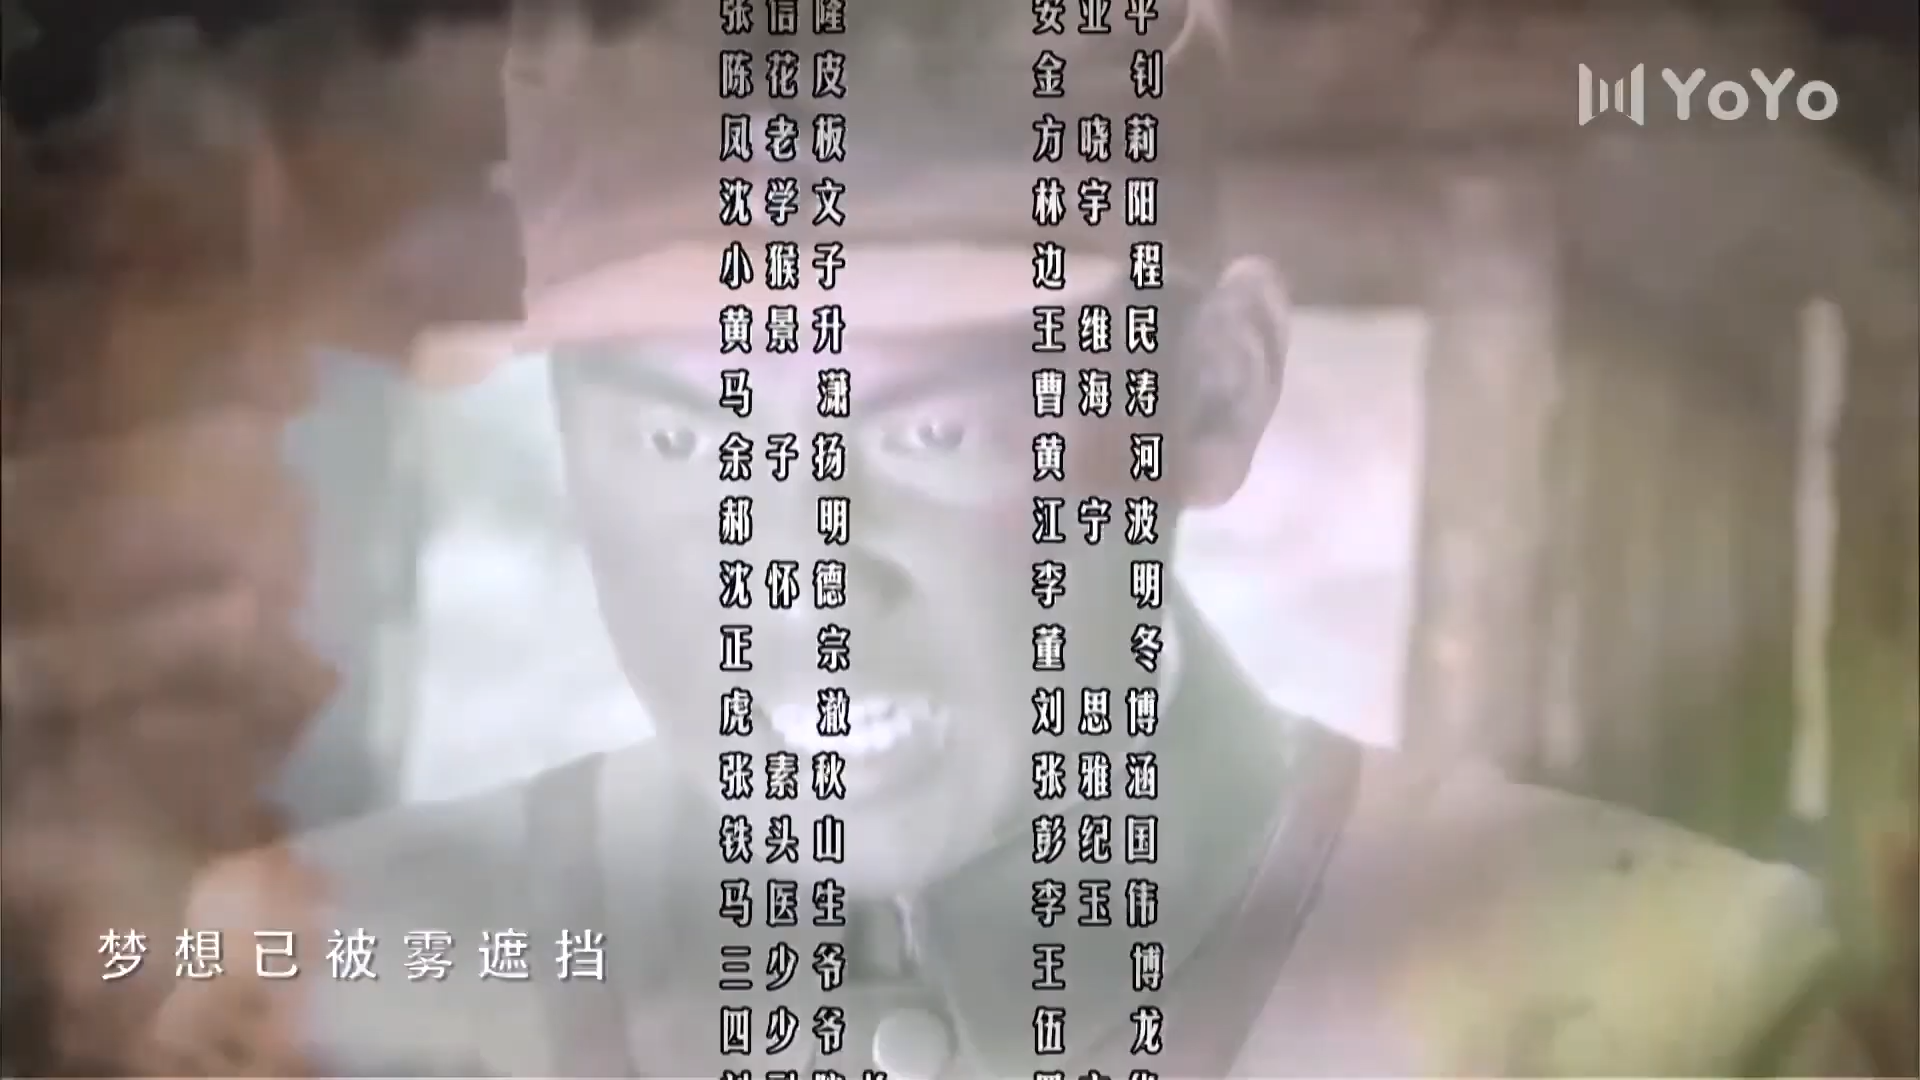 张信隆 安亚平
陈花皮 金钊
凤老板 方晓莉
沈学文 林宇阳
小猴子 边程
黄景升 王维民
马潇 曹海涛
余子扬 黄河
郝明 江宁波
沈怀德 李明
正宗 董冬
虎澈 刘思博
张素秋 张雅涵
铁头山 彭纪国
马医生 李玉伟
三少爷 王博
四少爷 伍龙
YoYo
梦想已被雾遮挡